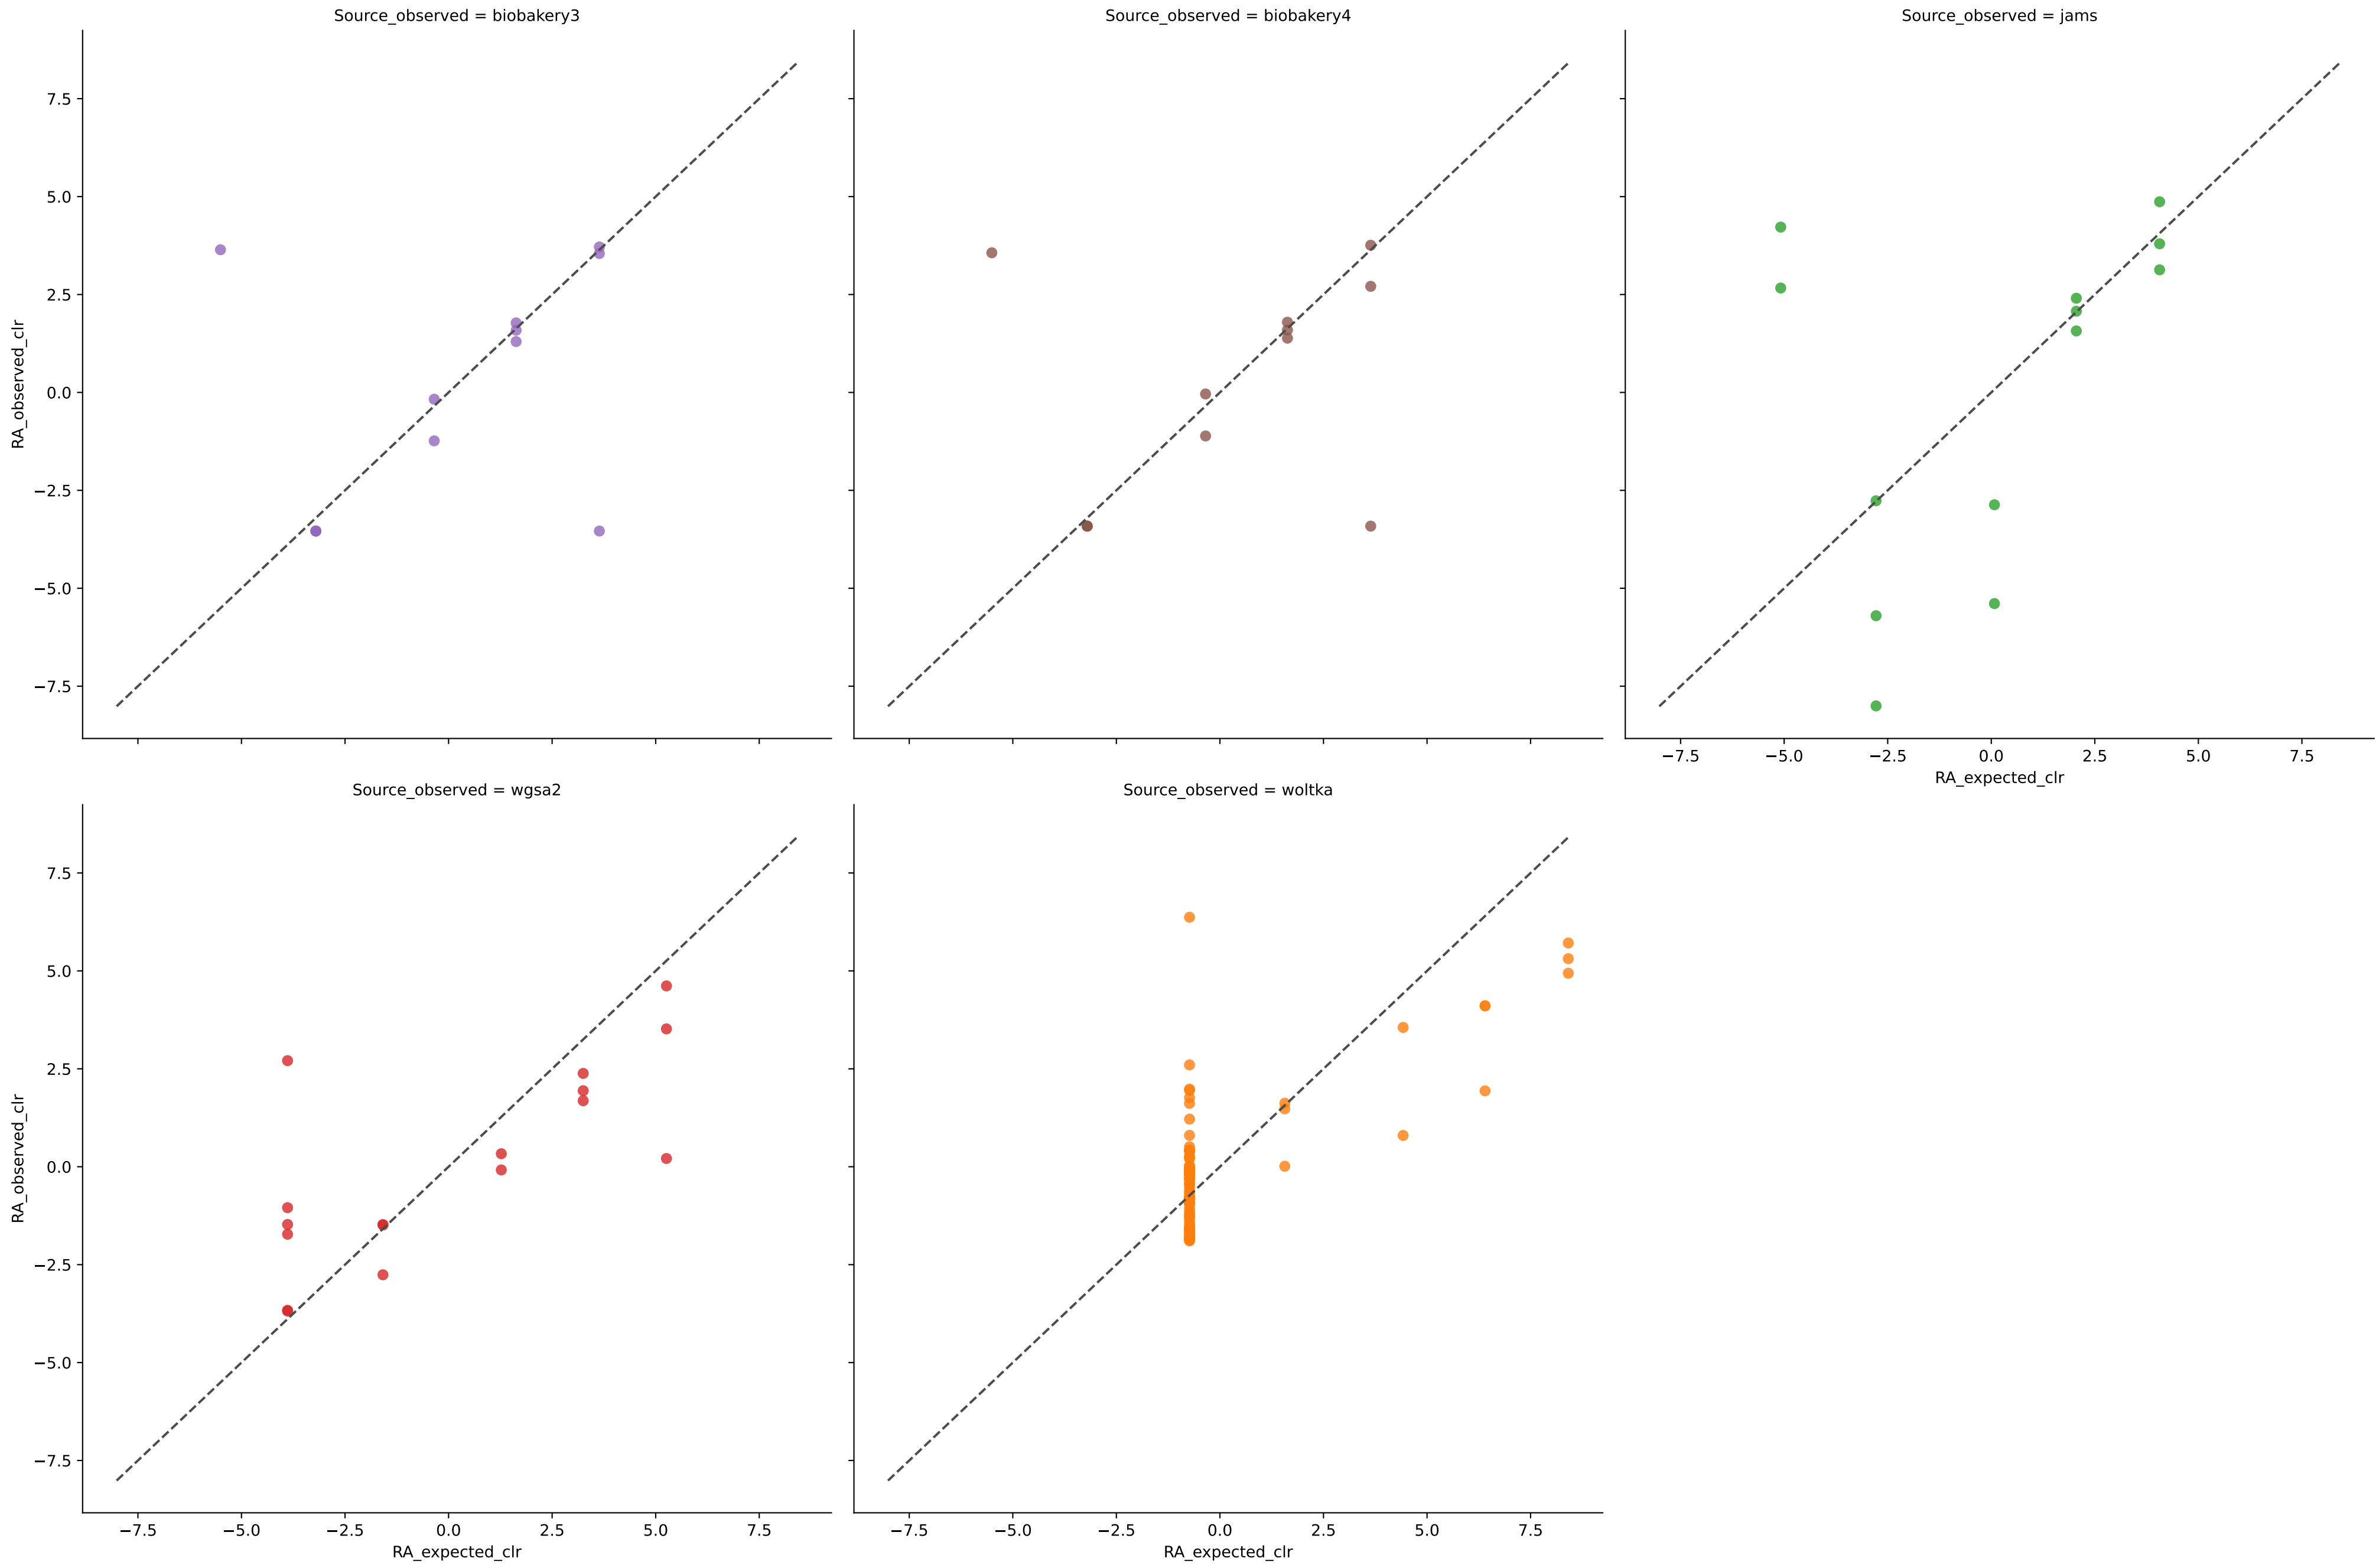 Source_observed = biobakery3
Source_observed = biobakery4
Source_observed = jams
RA_observed_clr
7.5
5.0
2.5
0.0
−2.5
−5.0
−7.5
−7.5 −5.0 −2.5 0.0 2.5 5.0 7.5
RA_expected_clr
Source_observed = wgsa2
Source_observed = woltka
RA_observed_clr
7.5
5.0
2.5
0.0
−2.5
−5.0
−7.5
−7.5 −5.0 −2.5 0.0 2.5 5.0 7.5
RA_expected_clr
−7.5 −5.0 −2.5 0.0 2.5 5.0 7.5
RA_expected_clr